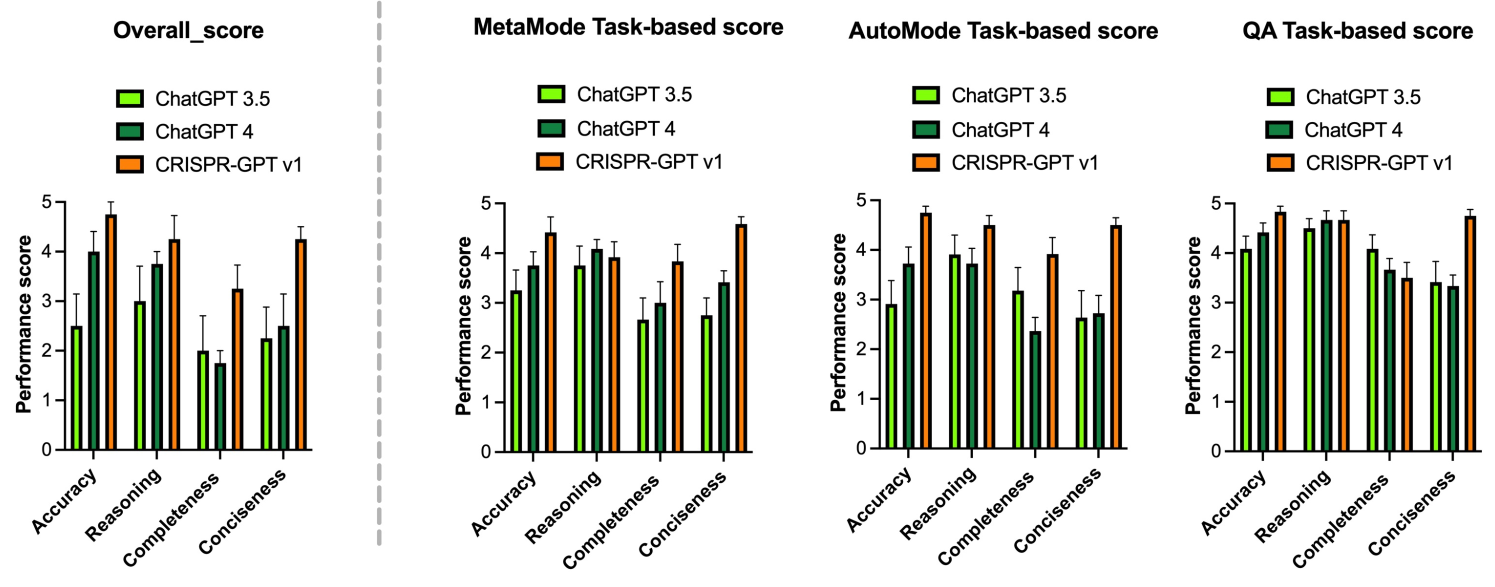 Overall_score
ChatGPT 3.5
ChatGPT 4
CRISPR-GPT v1
Performance score
5
4
3
2
1
0
Accuracy
Reasoning
Completeness
Conciseness
MetaMode Task-based score
ChatGPT 3.5
ChatGPT 4
CRISPR-GPT v1
Performance score
5
4
3
2
1
0
Accuracy
Reasoning
Completeness
Conciseness
AutoMode Task-based score
ChatGPT 3.5
ChatGPT 4
CRISPR-GPT v1
Performance score
5
4
3
2
1
0
Accuracy
Reasoning
Completeness
Conciseness
QA Task-based score
ChatGPT 3.5
ChatGPT 4
CRISPR-GPT v1
Performance score
5
4
3
2
1
0
Accuracy
Reasoning
Completeness
Conciseness